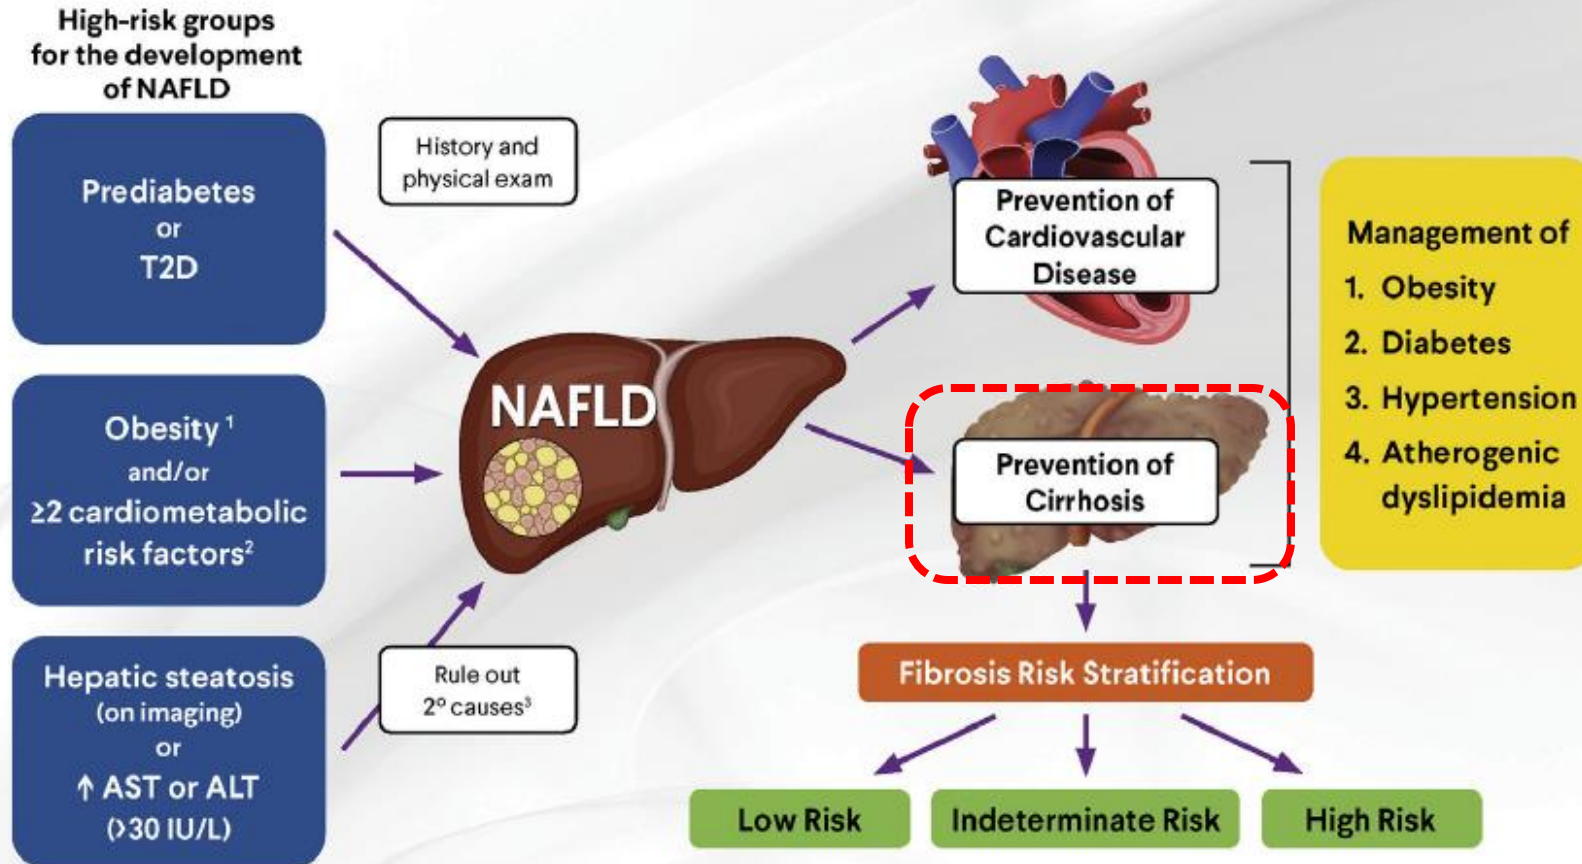 High-risk groups
for the development
of NAFLD
Prediabetes
or
T2D
Obesity ¹
and/or
≥2 cardiometabolic
risk factors²
Hepatic steatosis
(on imaging)
or
↑ AST or ALT
(>30 IU/L)
History and
physical exam
Rule out
2º causes³
NAFLD
Prevention of
Cardiovascular
Disease
Prevention of
Cirrhosis
Management of
1. Obesity
2. Diabetes
3. Hypertension
4. Atherogenic
dyslipidemia
Fibrosis Risk Stratification
Low Risk
Indeterminate Risk
High Risk